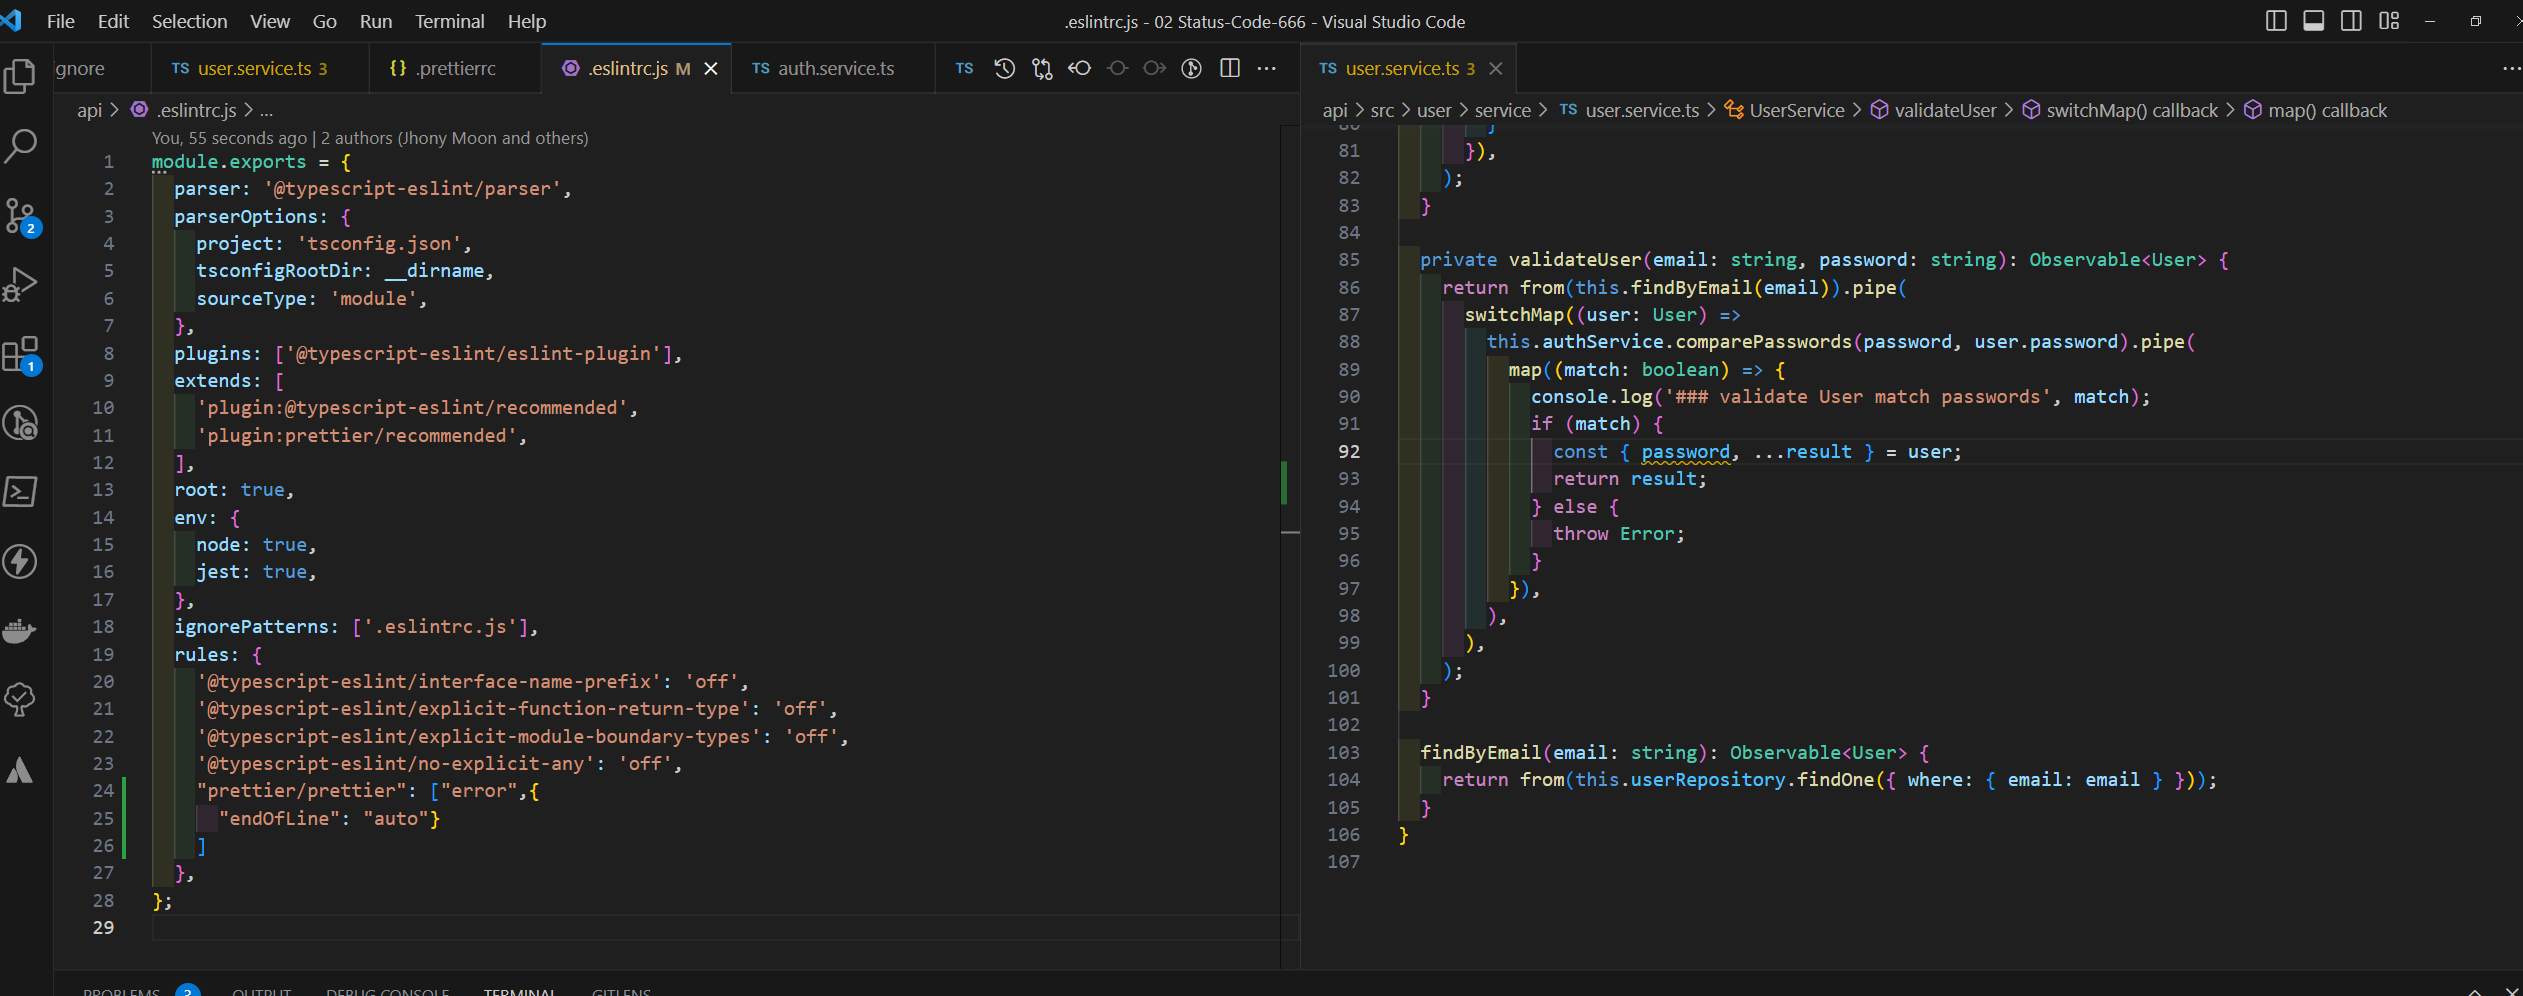 File Edit Selection View Go Run Terminal Help
.eslintrc.js - 02 Status-Code-666 - Visual Studio Code
ignore
TS user.service.ts 3
{} .prettierrc
.eslintrc.js M
TS auth.service.ts
TS
api > .eslintrc.js > ...
You, 55 seconds ago | 2 authors (Jhony Moon and others)
1 module.exports = {
2 parser: '@typescript-eslint/parser',
3 parserOptions: {
4 project: 'tsconfig.json',
5 tsconfigRootDir: __dirname,
6 sourceType: 'module',
7 },
8 plugins: ['@typescript-eslint/eslint-plugin'],
9 extends: [
10 'plugin:@typescript-eslint/recommended',
11 'plugin:prettier/recommended',
12 ],
13 root: true,
14 env: {
15 node: true,
16 jest: true,
17 },
18 ignorePatterns: ['.eslintrc.js'],
19 rules: {
20 '@typescript-eslint/interface-name-prefix': 'off',
21 '@typescript-eslint/explicit-function-return-type': 'off',
22 '@typescript-eslint/explicit-module-boundary-types': 'off',
23 '@typescript-eslint/no-explicit-any': 'off',
24 "prettier/prettier": ["error",{
25 "endOfLine": "auto"}
26 ]
27 },
28 };
29
2
1
TS user.service.ts 3
api > src > user > service > TS user.service.ts > UserService > validateUser > switchMap() callback > map() callback
80 }
81 }),
82 );
83 }
84
85 private validateUser(email: string, password: string): Observable<User> {
86 return from(this.findByEmail(email)).pipe(
87 switchMap((user: User) =>
88 this.authService.comparePasswords(password, user.password).pipe(
89 map((match: boolean) => {
90 console.log('### validate User match passwords', match);
91 if (match) {
92 const { password, ...result } = user;
93 return result;
94 } else {
95 throw Error;
96 }
97 }),
98 ),
99 ),
100 );
101 }
102
103 findByEmail(email: string): Observable<User> {
104 return from(this.userRepository.findOne({ where: { email: email } }));
105 }
106 }
107
PROBLEMS 3 OUTPUT DEBUG CONSOLE TERMINAL GITLENS